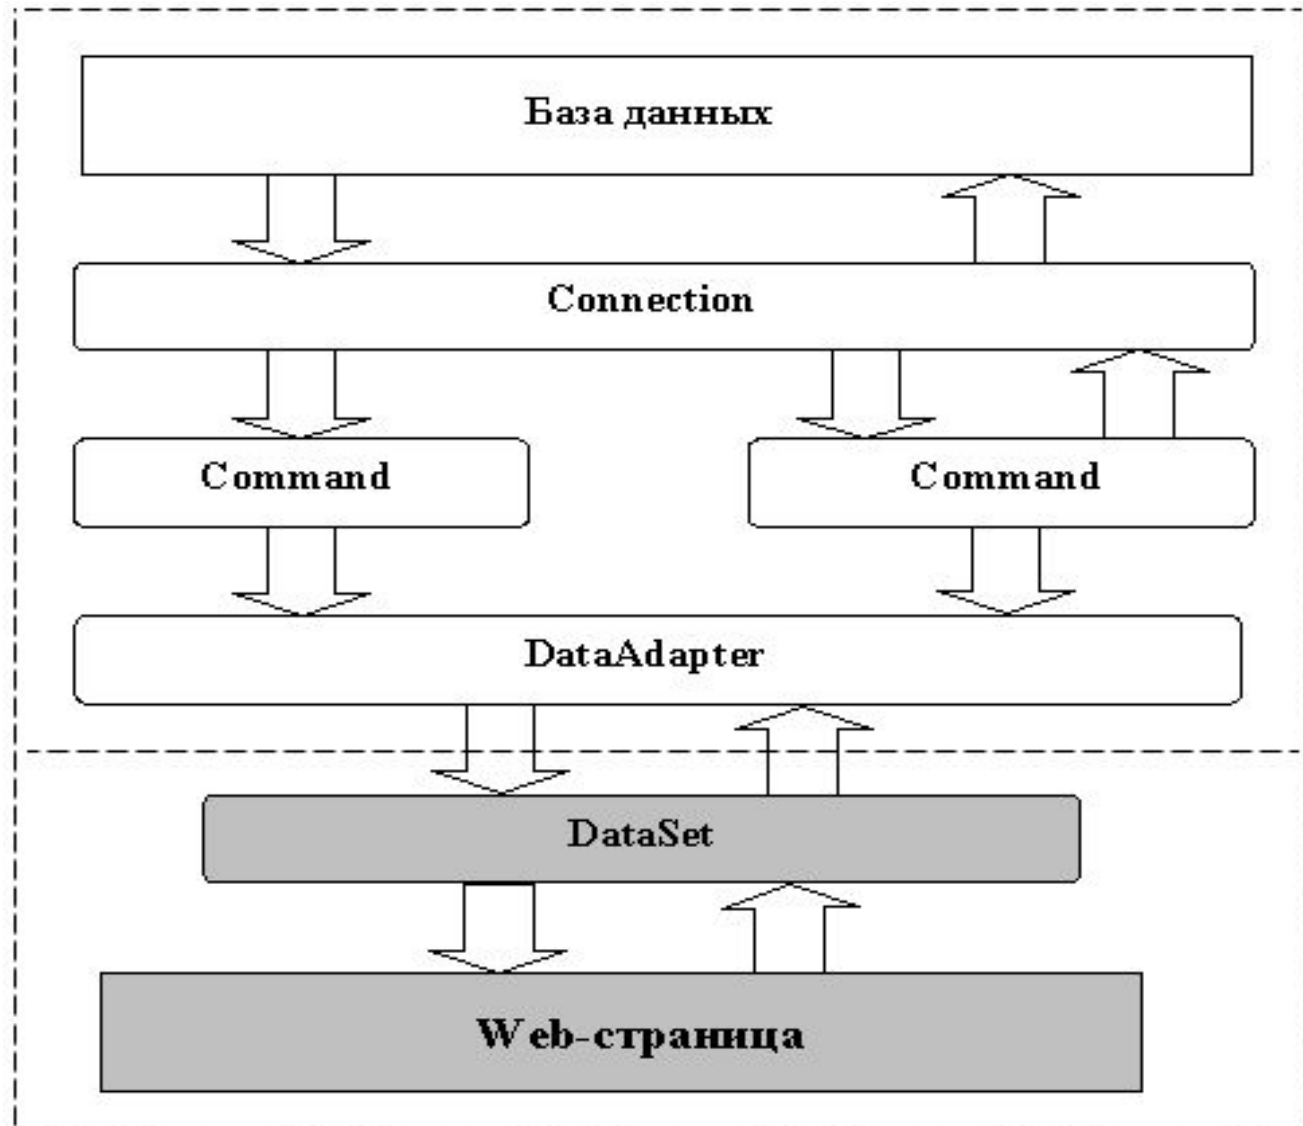 База данных
Connection
Command
Command
DataAdapter
DataSet
Web-страница